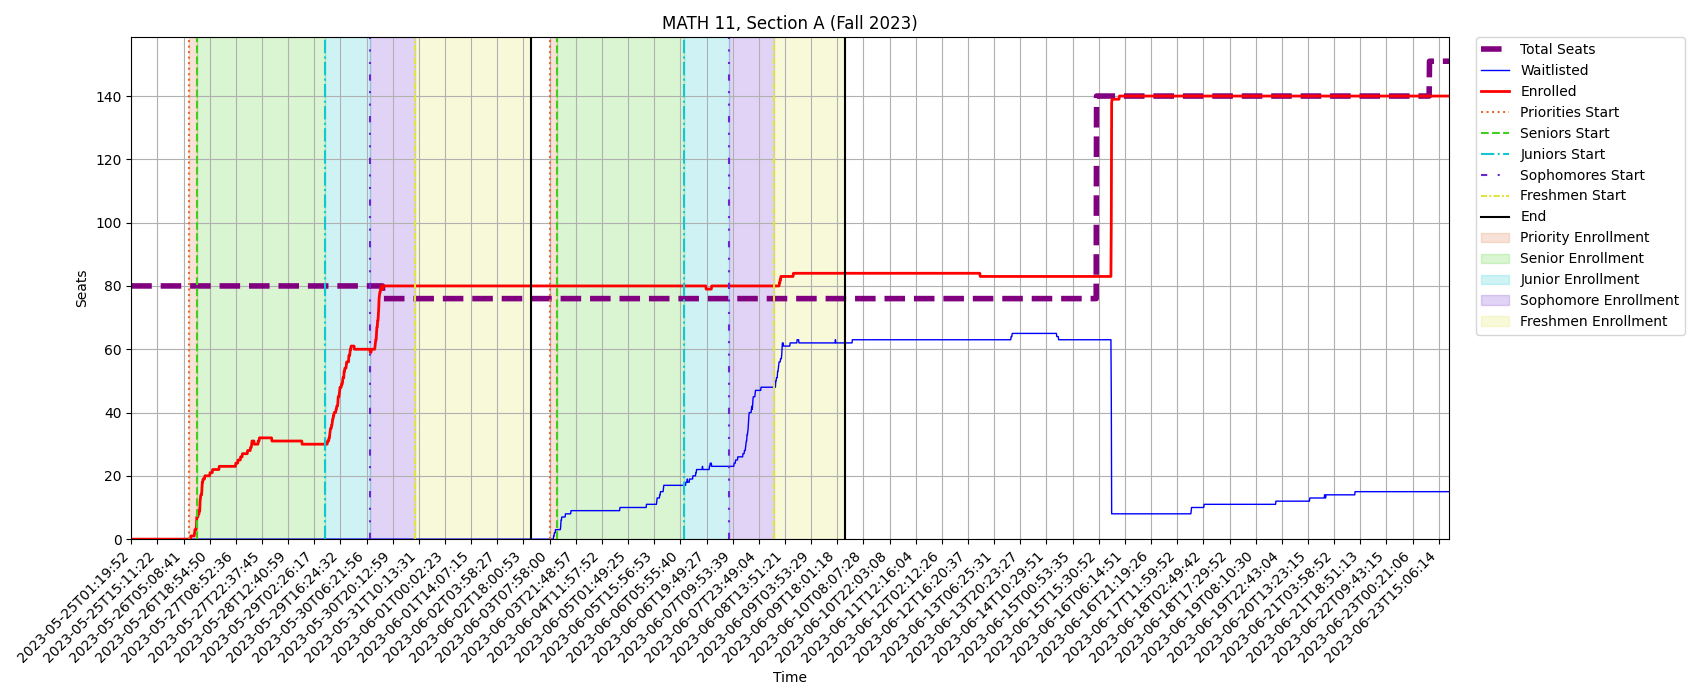 MATH 11, Section A (Fall 2023)
Seats
140
120
100
80
60
40
20
0
2023-05-25T01:19:52
2023-05-25T15:11:22
2023-05-26T05:08:41
2023-05-26T18:54:50
2023-05-27T08:52:36
2023-05-27T22:37:45
2023-05-28T12:40:59
2023-05-29T02:26:17
2023-05-29T16:24:32
2023-05-30T06:21:56
2023-05-30T20:12:59
2023-05-31T10:13:31
2023-06-01T00:02:23
2023-06-01T14:07:15
2023-06-02T03:58:27
2023-06-02T18:00:53
2023-06-03T07:58:00
2023-06-03T21:48:57
2023-06-04T11:57:52
2023-06-05T01:49:25
2023-06-05T15:56:53
2023-06-06T05:55:40
2023-06-06T19:49:27
2023-06-07T09:53:39
2023-06-07T23:49:04
2023-06-08T13:51:21
2023-06-09T03:53:29
2023-06-09T18:01:18
2023-06-10T08:07:28
2023-06-10T22:03:08
2023-06-11T12:16:04
2023-06-12T02:12:26
2023-06-12T16:20:37
2023-06-13T06:25:31
2023-06-13T20:23:27
2023-06-14T10:29:51
2023-06-15T00:53:35
2023-06-15T15:30:52
2023-06-16T06:14:51
2023-06-16T21:19:26
2023-06-17T11:59:52
2023-06-18T02:49:42
2023-06-18T17:29:52
2023-06-19T08:10:30
2023-06-19T22:43:04
2023-06-20T13:23:15
2023-06-21T03:58:52
2023-06-21T18:51:13
2023-06-22T09:43:15
2023-06-23T00:21:06
2023-06-23T15:06:14
Time
Total Seats
Waitlisted
Enrolled
Priorities Start
Seniors Start
Juniors Start
Sophomores Start
Freshmen Start
End
Priority Enrollment
Senior Enrollment
Junior Enrollment
Sophomore Enrollment
Freshmen Enrollment